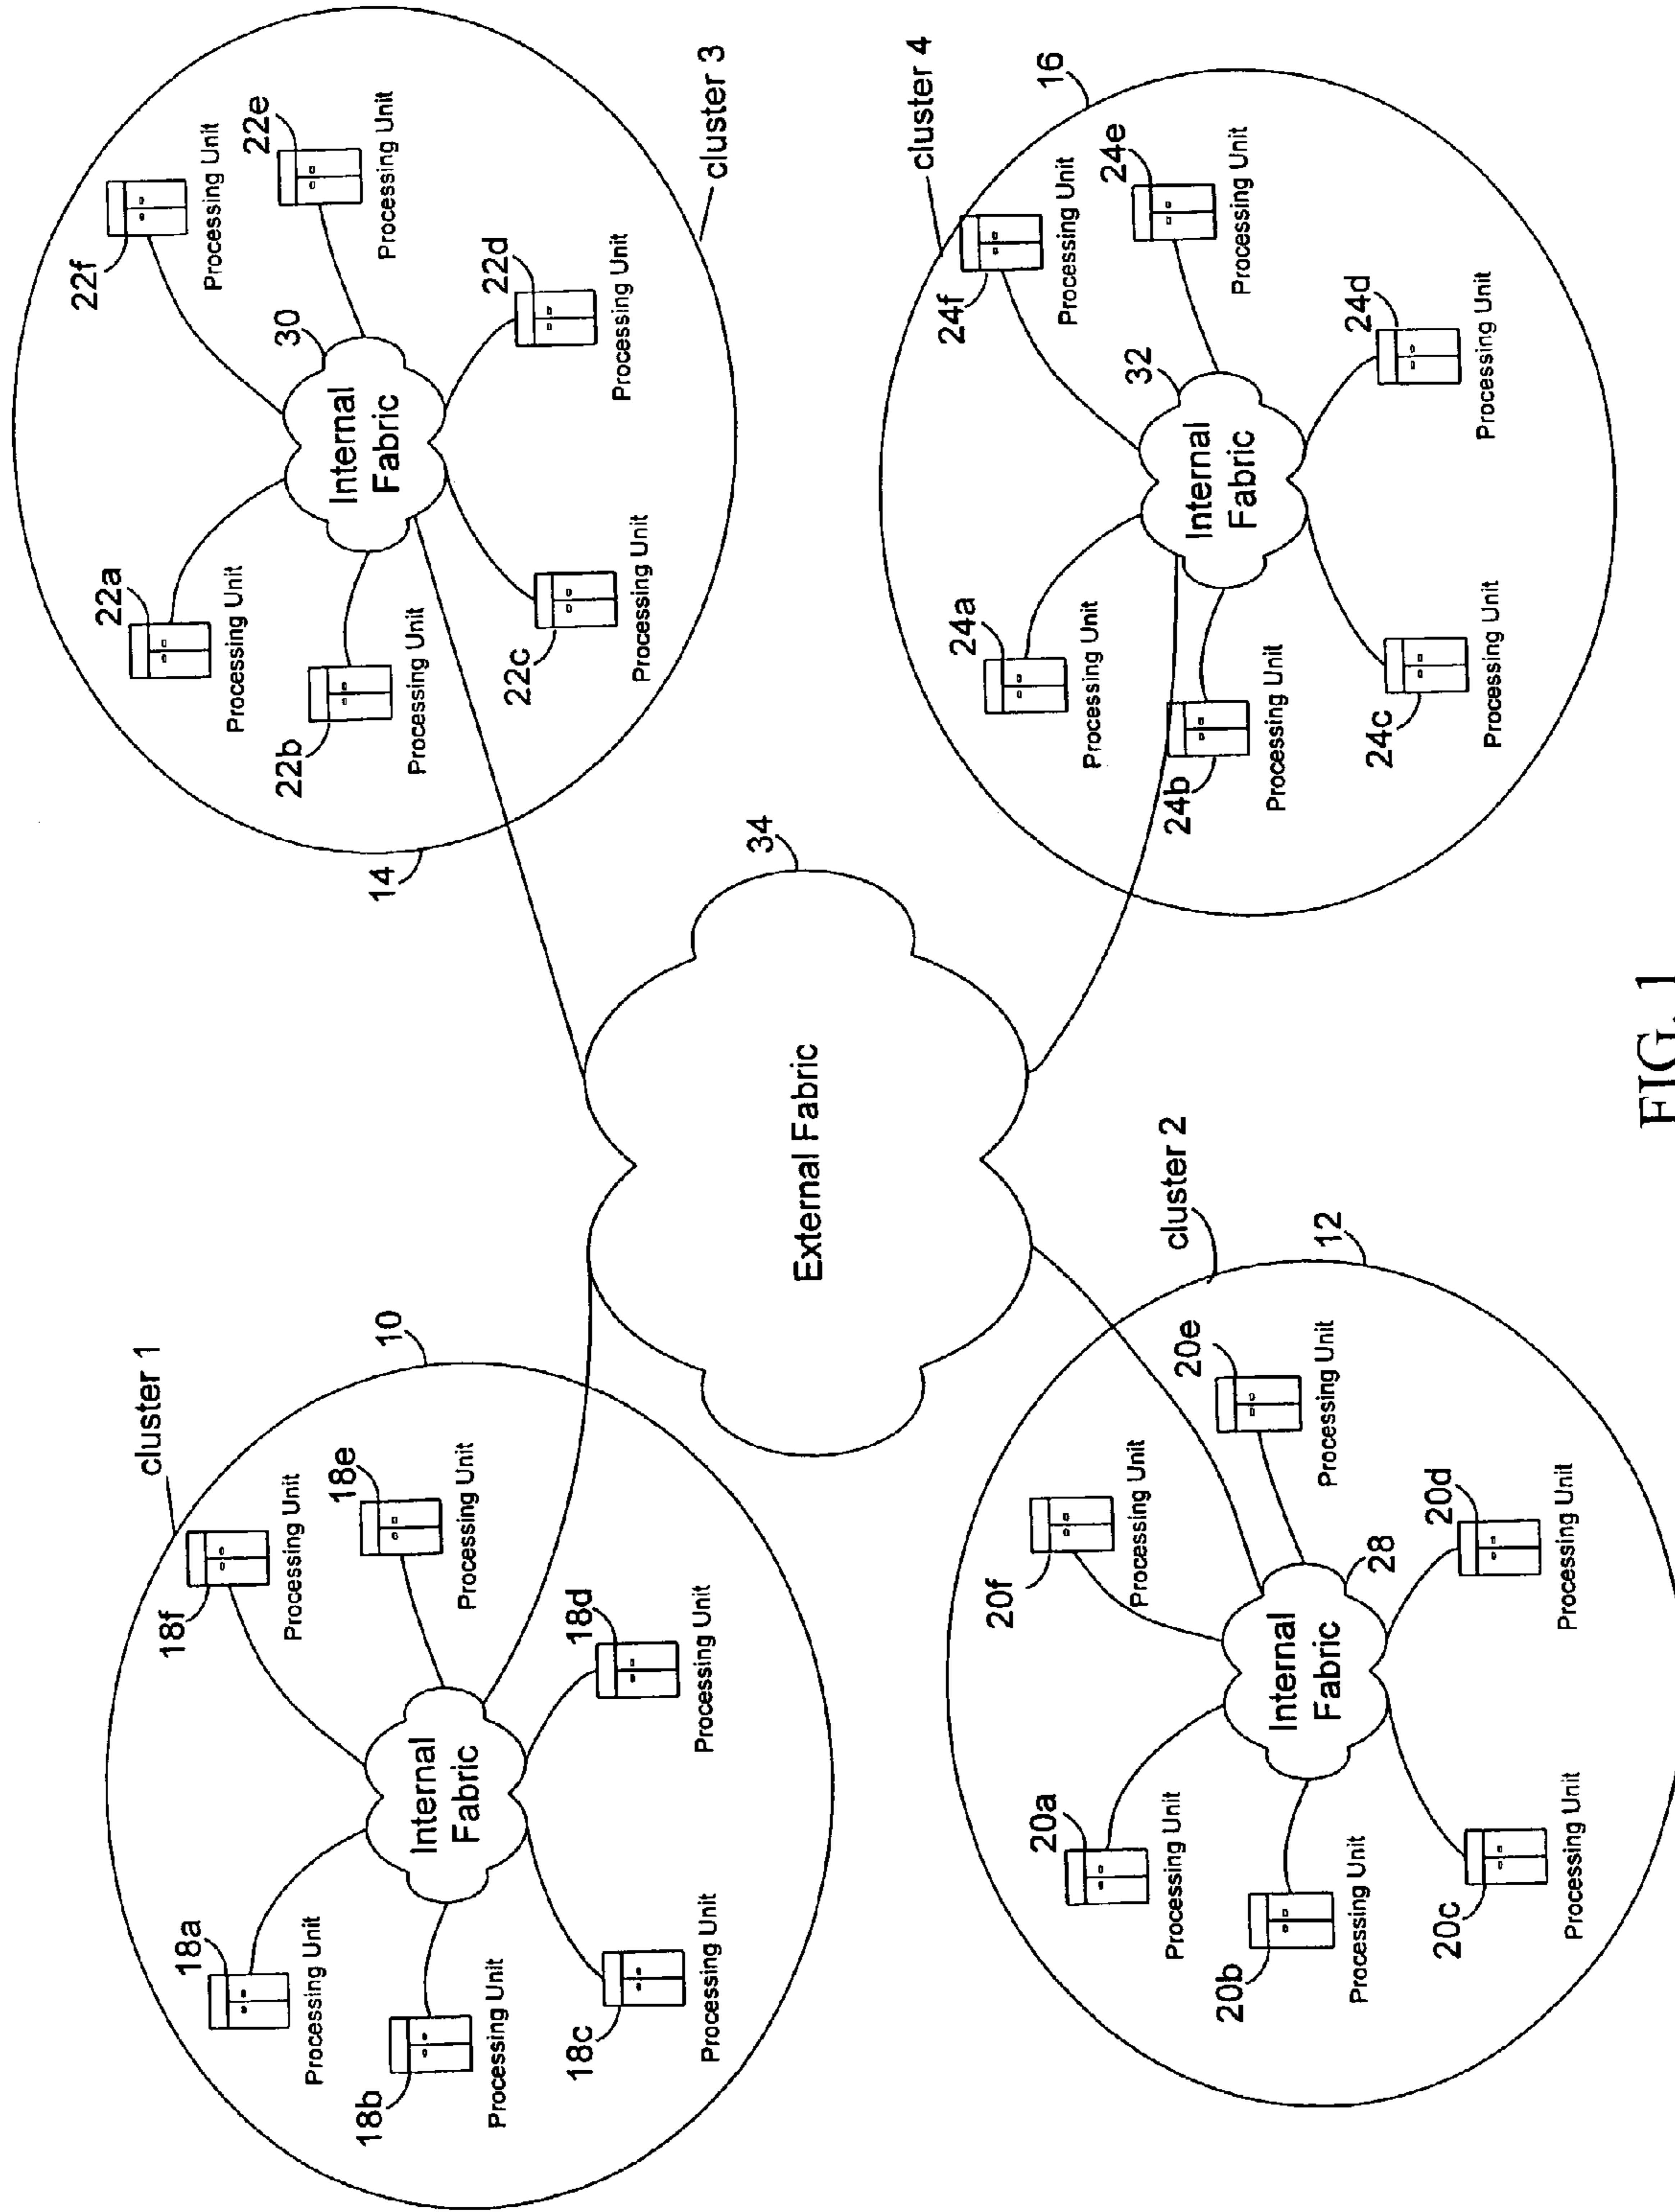 cluster 1
10
18f
Processing Unit
18e
Processing Unit
18a
Processing Unit
Internal
Fabric
18b
Processing Unit
18d
Processing Unit
18c
Processing Unit
22f
Processing Unit
22e
Processing Unit
22a
Processing Unit
30
Internal
Fabric
22b
Processing Unit
22d
Processing Unit
22c
Processing Unit
14
cluster 3
External Fabric
34
cluster 2
12
20f
Processing Unit
20e
Processing Unit
20a
Processing Unit
Internal
Fabric
28
20b
Processing Unit
20d
Processing Unit
20c
Processing Unit
cluster 4
16
24f
Processing Unit
24e
Processing Unit
24a
Processing Unit
32
Internal
Fabric
24b
Processing Unit
24d
Processing Unit
24c
Processing Unit
FIG. 1